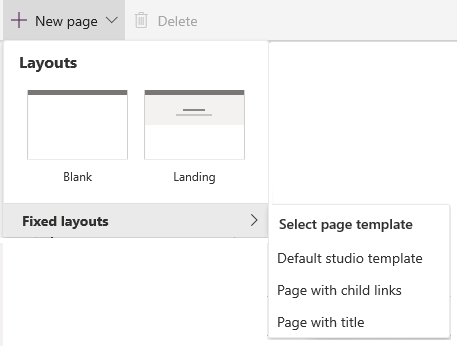 New page
Delete
Layouts
Blank
Landing
Fixed layouts
Select page template
Default studio template
Page with child links
Page with title